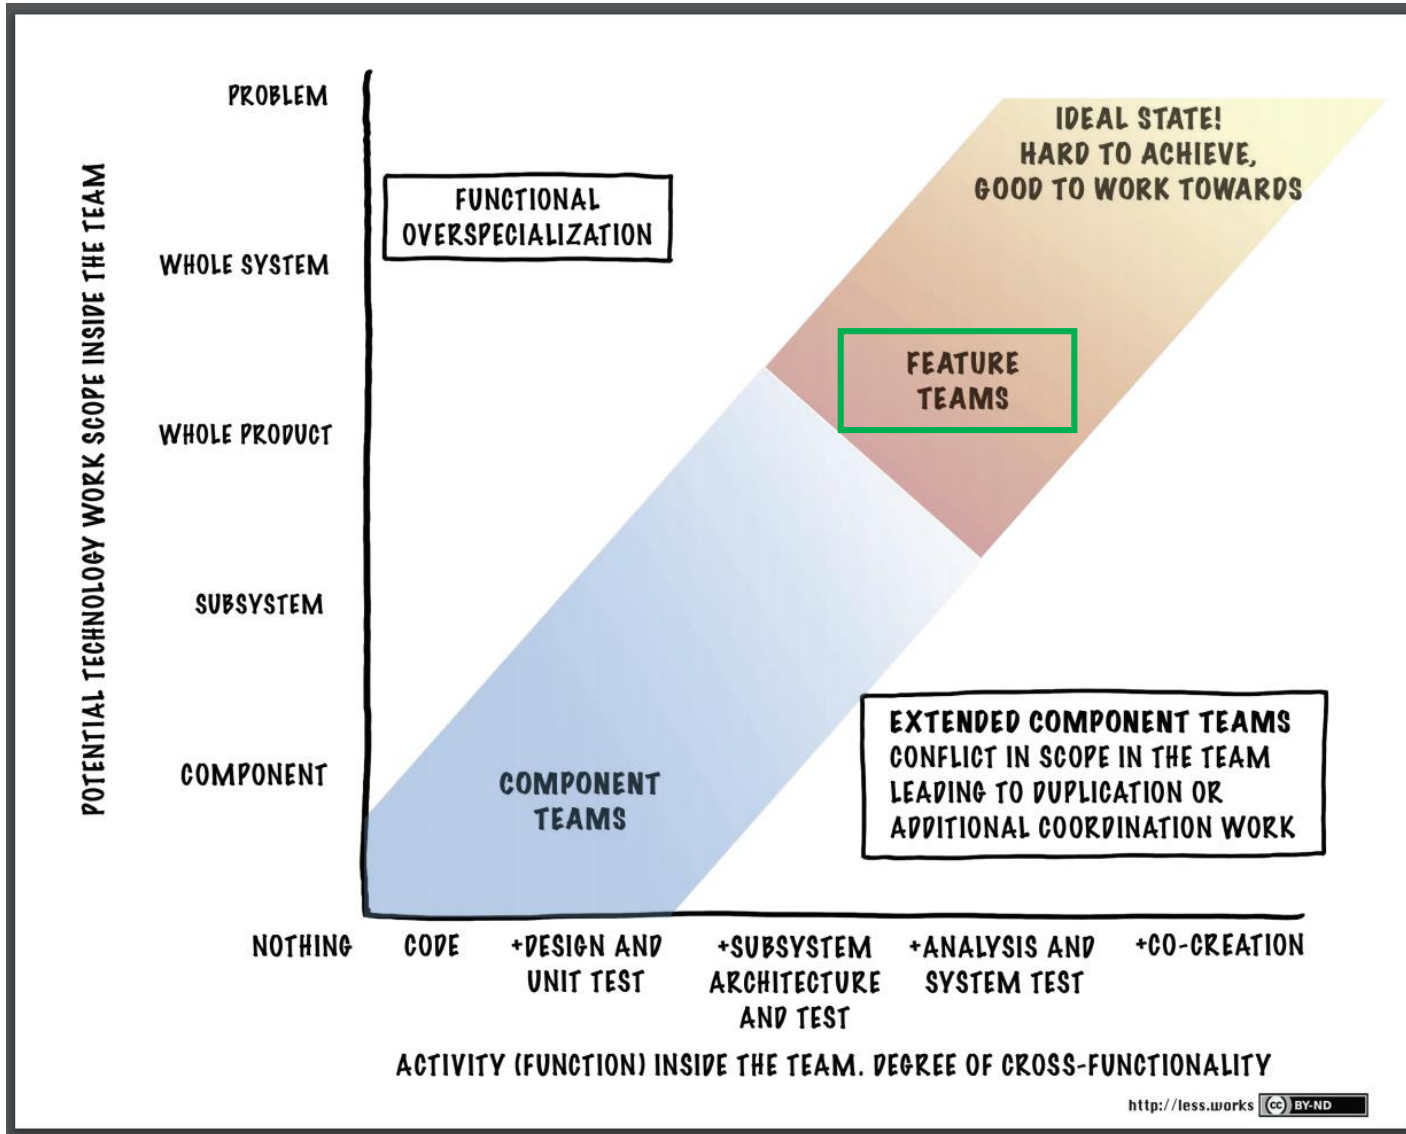 PROBLEM
WHOLE SYSTEM
WHOLE PRODUCT
SUBSYSTEM
COMPONENT
POTENTIAL TECHNOLOGY WORK SCOPE INSIDE THE TEAM
FUNCTIONAL
OVERSPECIALIZATION
IDEAL STATE!
HARD TO ACHIEVE,
GOOD TO WORK TOWARDS
FEATURE
TEAMS
COMPONENT
TEAMS
EXTENDED COMPONENT TEAMS
CONFLICT IN SCOPE IN THE TEAM
LEADING TO DUPLICATION OR
ADDITIONAL COORDINATION WORK
NOTHING
CODE
+DESIGN AND
UNIT TEST
+SUBSYSTEM
ARCHITECTURE
AND TEST
+ANALYSIS AND
SYSTEM TEST
+CO-CREATION
ACTIVITY (FUNCTION) INSIDE THE TEAM. DEGREE OF CROSS-FUNCTIONALITY
http://less.works cc BY-ND